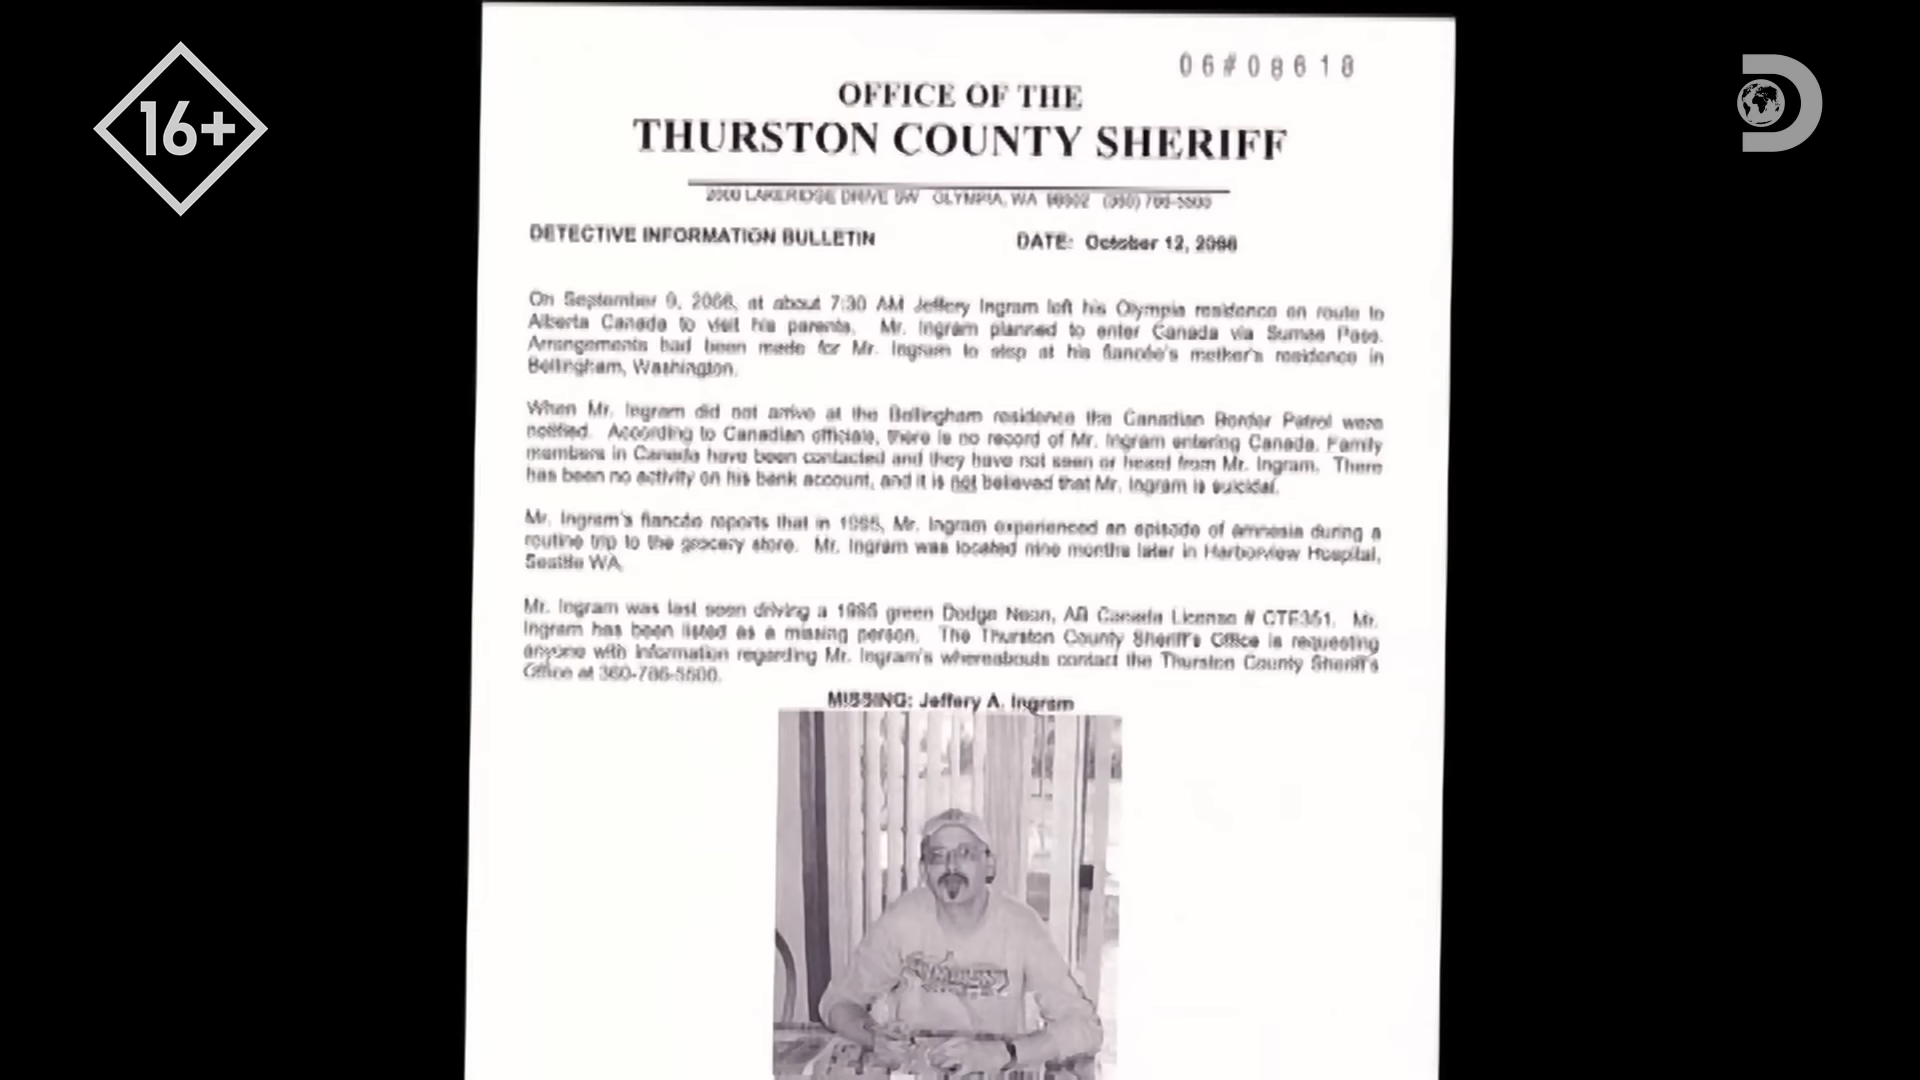 16+
06#08618
OFFICE OF THE
THURSTON COUNTY SHERIFF
2000 LAKERIDGE DRIVE SW OLYMPIA, WA 98502 (360) 786-5500
DETECTIVE INFORMATION BULLETIN
DATE: October 12, 2006
On September 9, 2006, at about 7:30 AM Jeffery Ingram left his Olympia residence en route to
Alberta Canada to visit his parents. Mr. Ingram planned to enter Canada via Sumas Pass.
Arrangements had been made for Mr. Ingram to stop at his fiancée's mother's residence in
Bellingham, Washington.
When Mr. Ingram did not arrive at the Bellingham residence the Canadian Border Patrol were
notified. According to Canadian officials, there is no record of Mr. Ingram entering Canada. Family
members in Canada have been contacted and they have not seen or heard from Mr. Ingram. There
has been no activity on his bank account, and it is not believed that Mr. Ingram is suicidal.
Mr. Ingram's fiancée reports that in 1995, Mr. Ingram experienced an episode of amnesia during a
routine trip to the grocery store. Mr. Ingram was located nine months later in Harborview Hospital,
Seattle WA.
Mr. Ingram was last seen driving a green Dodge Neon, AB Canada License # Mr.
Ingram has been listed as a missing person. The Thurston County Sheriff's Office is requesting
anyone with information regarding Mr. Ingram's whereabouts contact the Thurston County Sheriff's
Office at 360-786-5500.
MISSING: Jeffery A. Ingram